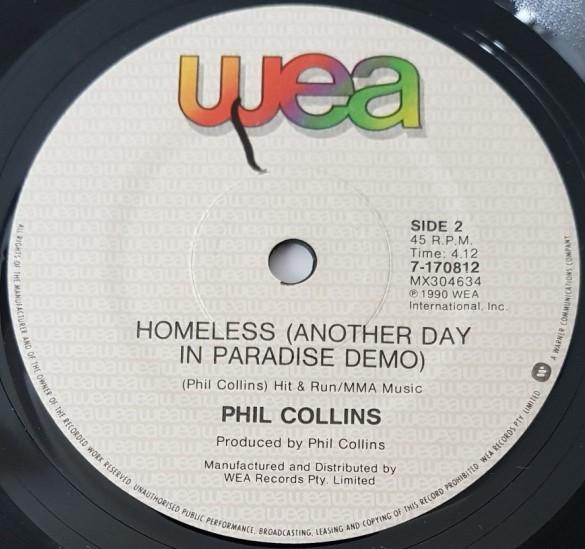 wea
SIDE 2
45 R.P.M.
Time: 4.12
7-170812
MX304634
℗ 1990 WEA
International, Inc.
HOMELESS (ANOTHER DAY
IN PARADISE DEMO)
(Phil Collins) Hit & Run/MMA Music
PHIL COLLINS
Produced by Phil Collins
Manufactured and Distributed by
WEA Records Pty. Limited
ALL RIGHTS OF THE MANUFACTURER AND OF THE OWNER OF THE RECORDED WORK RESERVED. UNAUTHORISED PUBLIC PERFORMANCE, BROADCASTING, LEASING AND COPYING OF THIS RECORD PROHIBITED. WEA RECORDS PTY. LIMITED
A WARNER COMMUNICATIONS COMPANY